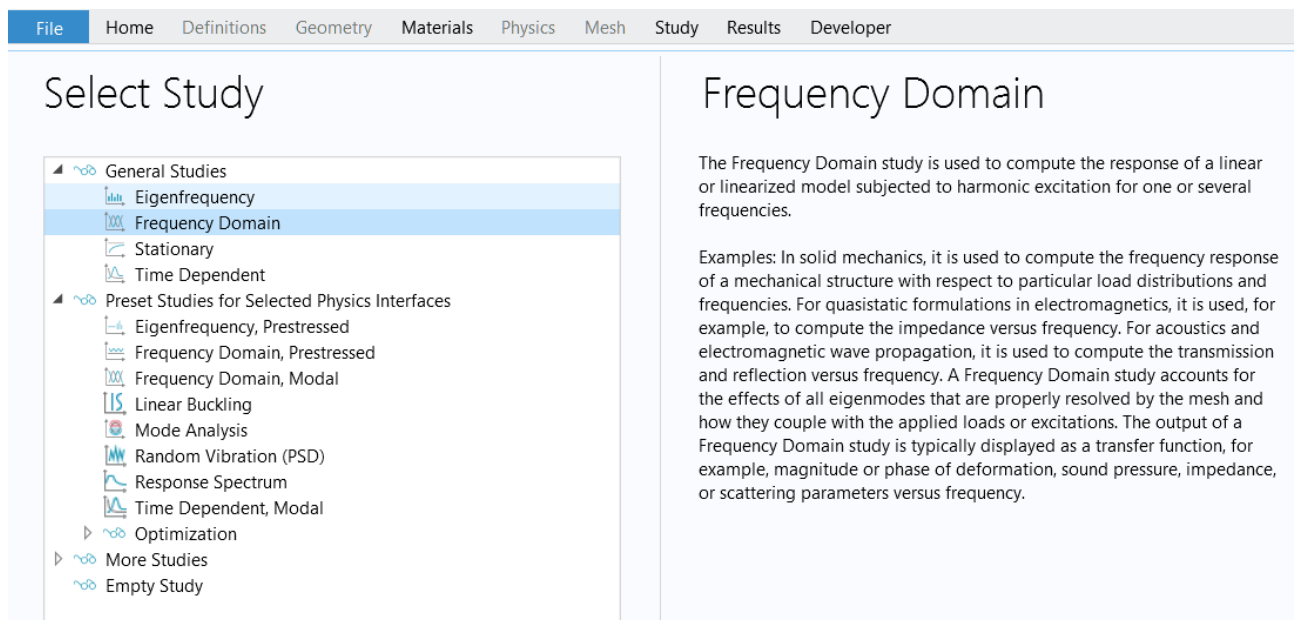 File Home Definitions Geometry Materials Physics Mesh Study Results Developer
Select Study
General Studies
Eigenfrequency
Frequency Domain
Stationary
Time Dependent
Preset Studies for Selected Physics Interfaces
Eigenfrequency, Prestressed
Frequency Domain, Prestressed
Frequency Domain, Modal
Linear Buckling
Mode Analysis
Random Vibration (PSD)
Response Spectrum
Time Dependent, Modal
Optimization
More Studies
Empty Study
Frequency Domain
The Frequency Domain study is used to compute the response of a linear
or linearized model subjected to harmonic excitation for one or several
frequencies.
Examples: In solid mechanics, it is used to compute the frequency response
of a mechanical structure with respect to particular load distributions and
frequencies. For quasistatic formulations in electromagnetics, it is used, for
example, to compute the impedance versus frequency. For acoustics and
electromagnetic wave propagation, it is used to compute the transmission
and reflection versus frequency. A Frequency Domain study accounts for
the effects of all eigenmodes that are properly resolved by the mesh and
how they couple with the applied loads or excitations. The output of a
Frequency Domain study is typically displayed as a transfer function, for
example, magnitude or phase of deformation, sound pressure, impedance,
or scattering parameters versus frequency.